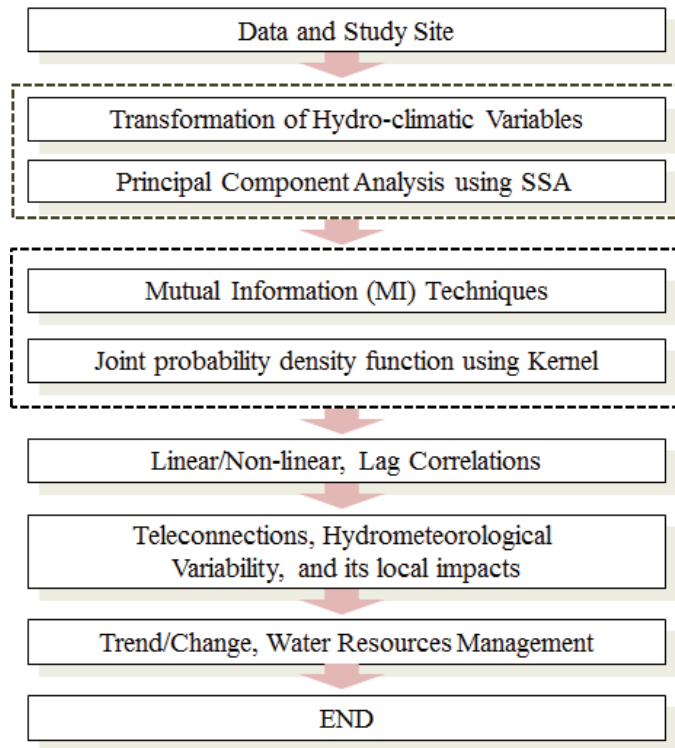 Data and Study Site
Transformation of Hydro-climatic Variables
Principal Component Analysis using SSA
Mutual Information (MI) Techniques
Joint probability density function using Kernel
Linear/Non-linear, Lag Correlations
Teleconnections, Hydrometeorological
Variability, and its local impacts
Trend/Change, Water Resources Management
END